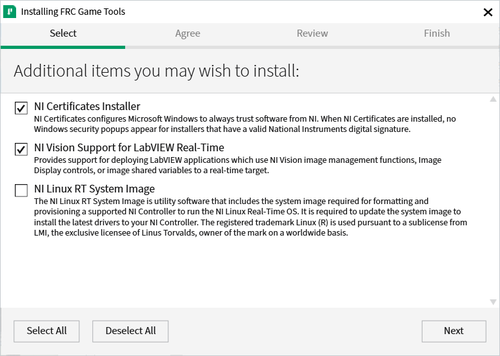 Installing FRC Game Tools
Select
Agree
Review
Finish
Additional items you may wish to install:
NI Certificates Installer
NI Certificates configures Microsoft Windows to always trust software from NI. When NI Certificates are installed, no
Windows security popups appear for installers that have a valid National Instruments digital signature.
NI Vision Support for LabVIEW Real-Time
Provides support for deploying LabVIEW applications which use NI Vision image management functions, Image
Display controls, or image shared variables to a real-time target.
NI Linux RT System Image
The NI Linux RT System Image is utility software that includes the system image required for formatting and
provisioning a supported NI Controller to run the NI Linux Real-Time OS. It is required to update the system image to
install the latest drivers to your NI Controller. The registered trademark Linux (R) is used pursuant to a sublicense from
LMI, the exclusive licensee of Linus Torvalds, owner of the mark on a worldwide basis.
Select All
Deselect All
Next